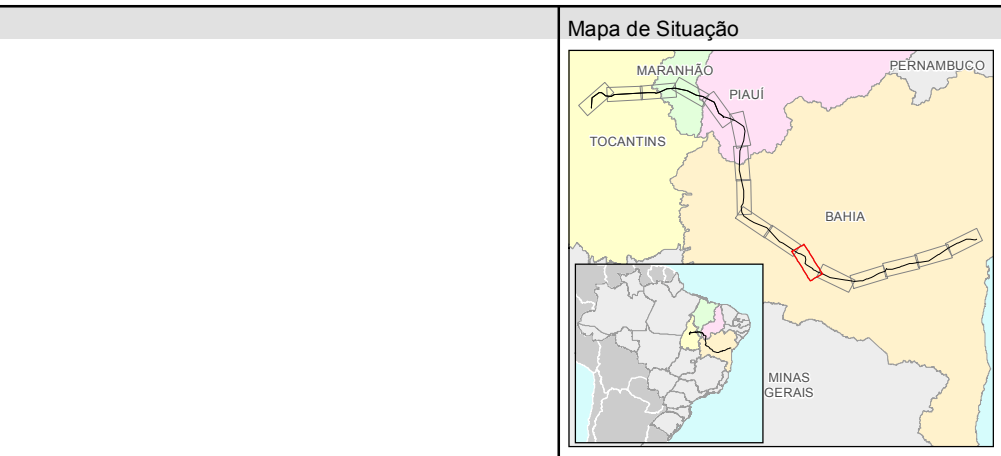 Mapa de Situação
MARANHÃO
PERNAMBUCO
PIAUÍ
TOCANTINS
BAHIA
MINAS
GERAIS